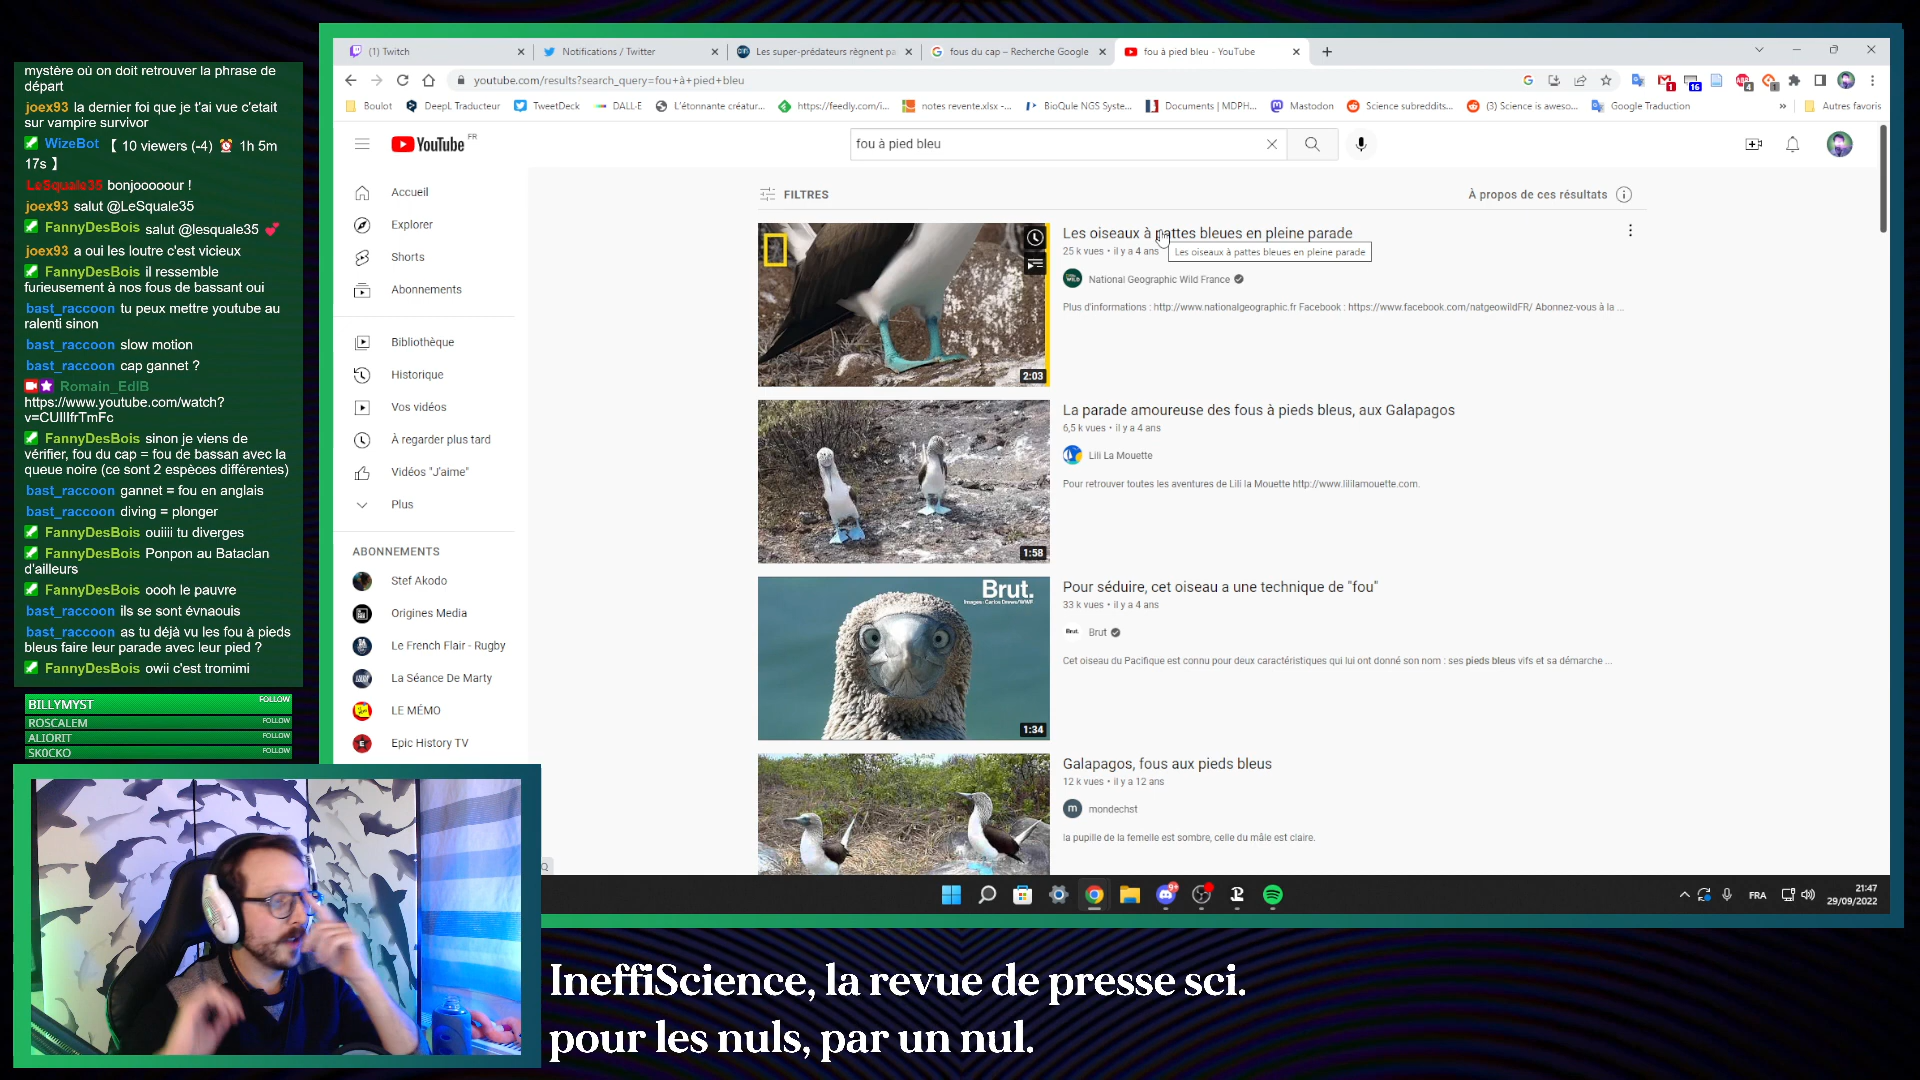 mystère où on doit retrouver la phrase de
départ
joex93 la dernier foi que je t'ai vue c'etait
sur vampire survivor
WizeBot 【 10 viewers (-4) ⏰ 1h 5m
17s 】
LeSquale35 bonjooooour !
joex93 salut @LeSquale35
FannyDesBois salut @lesquale35 💕
joex93 a oui les loutre c'est vicieux
FannyDesBois il ressemble
furieusement à nos fous de bassant oui
bast_raccoon tu peux mettre youtube au
ralenti sinon
bast_raccoon slow motion
bast_raccoon cap gannet ?
Romain_EdIB
https://www.youtube.com/watch?
v=CUIlIfrTmFc
FannyDesBois sinon je viens de
vérifier, fou du cap = fou de bassan avec la
queue noire (ce sont 2 espèces différentes)
bast_raccoon gannet = fou en anglais
bast_raccoon diving = plonger
FannyDesBois ouiiii tu diverges
FannyDesBois Ponpon au Bataclan
d'ailleurs
FannyDesBois oooh le pauvre
bast_raccoon ils se sont évnaouis
bast_raccoon as tu déjà vu les fou à pieds
bleus faire leur parade avec leur pied ?
FannyDesBois owii c'est tromimi
BILLYMYST FOLLOW
ROSCALEM FOLLOW
ALIORIT FOLLOW
SK0CKO FOLLOW
(1) Twitch
Notifications / Twitter
Les super-prédateurs règnent pa
fous du cap – Recherche Google
fou à pied bleu - YouTube
youtube.com/results?search_query=fou+à+pied+bleu
Boulot
DeepL Traducteur
TweetDeck
DALL·E
L'étonnante créatur...
https://feedly.com/i...
notes revente.xlsx -...
BioQule NGS Syste...
Documents | MDPH...
Mastodon
Science subreddits...
(3) Science is aweso...
Google Traduction
»
Autres favoris
YouTube FR
fou à pied bleu
Accueil
Explorer
Shorts
Abonnements
Bibliothèque
Historique
Vos vidéos
À regarder plus tard
Vidéos "J'aime"
Plus
ABONNEMENTS
Stef Akodo
Origines Media
Le French Flair - Rugby
La Séance De Marty
LE MÉMO
Epic History TV
FILTRES
À propos de ces résultats
2:03
Les oiseaux à pattes bleues en pleine parade
25 k vues • il y a 4 ans
Les oiseaux à pattes bleues en pleine parade
National Geographic Wild France
Plus d'informations : http://www.nationalgeographic.fr Facebook : https://www.facebook.com/natgeowildFR/ Abonnez-vous à la ...
1:58
La parade amoureuse des fous à pieds bleus, aux Galapagos
6,5 k vues • il y a 4 ans
Lili La Mouette
Pour retrouver toutes les aventures de Lili la Mouette http://www.lililamouette.com.
Brut.
Images : Carlos Drews/WWF
1:34
Pour séduire, cet oiseau a une technique de "fou"
33 k vues • il y a 4 ans
Brut. Brut
Cet oiseau du Pacifique est connu pour deux caractéristiques qui lui ont donné son nom : ses pieds bleus vifs et sa démarche ...
Galapagos, fous aux pieds bleus
12 k vues • il y a 12 ans
m mondechst
la pupille de la femelle est sombre, celle du mâle est claire.
FRA
21:47
29/09/2022
IneffiScience, la revue de presse sci.
pour les nuls, par un nul.